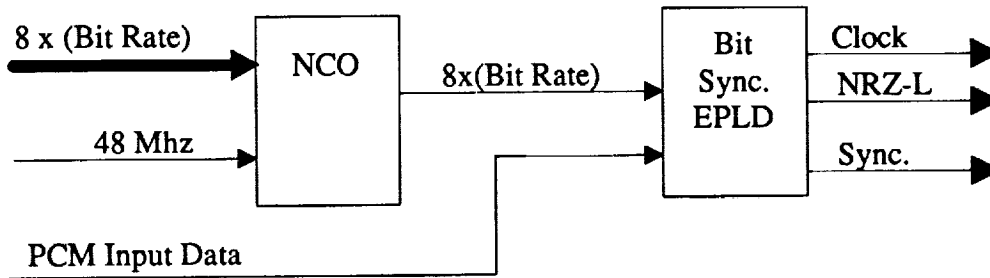 8 x (Bit Rate)
NCO
48 Mhz
8x(Bit Rate)
Bit
Sync.
EPLD
Clock
NRZ-L
Sync.
PCM Input Data